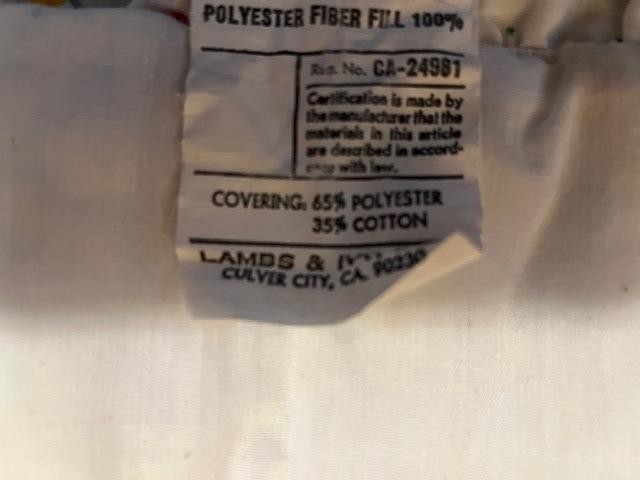 POLYESTER FIBER FILL 100%
Reg. No. CA-24981
Certification is made by
the manufacturer that the
materials in this article
are described in accord-
ance with law.
COVERING: 65% POLYESTER
35% COTTON
LAMBS &
CULVER CITY, CA. 90230